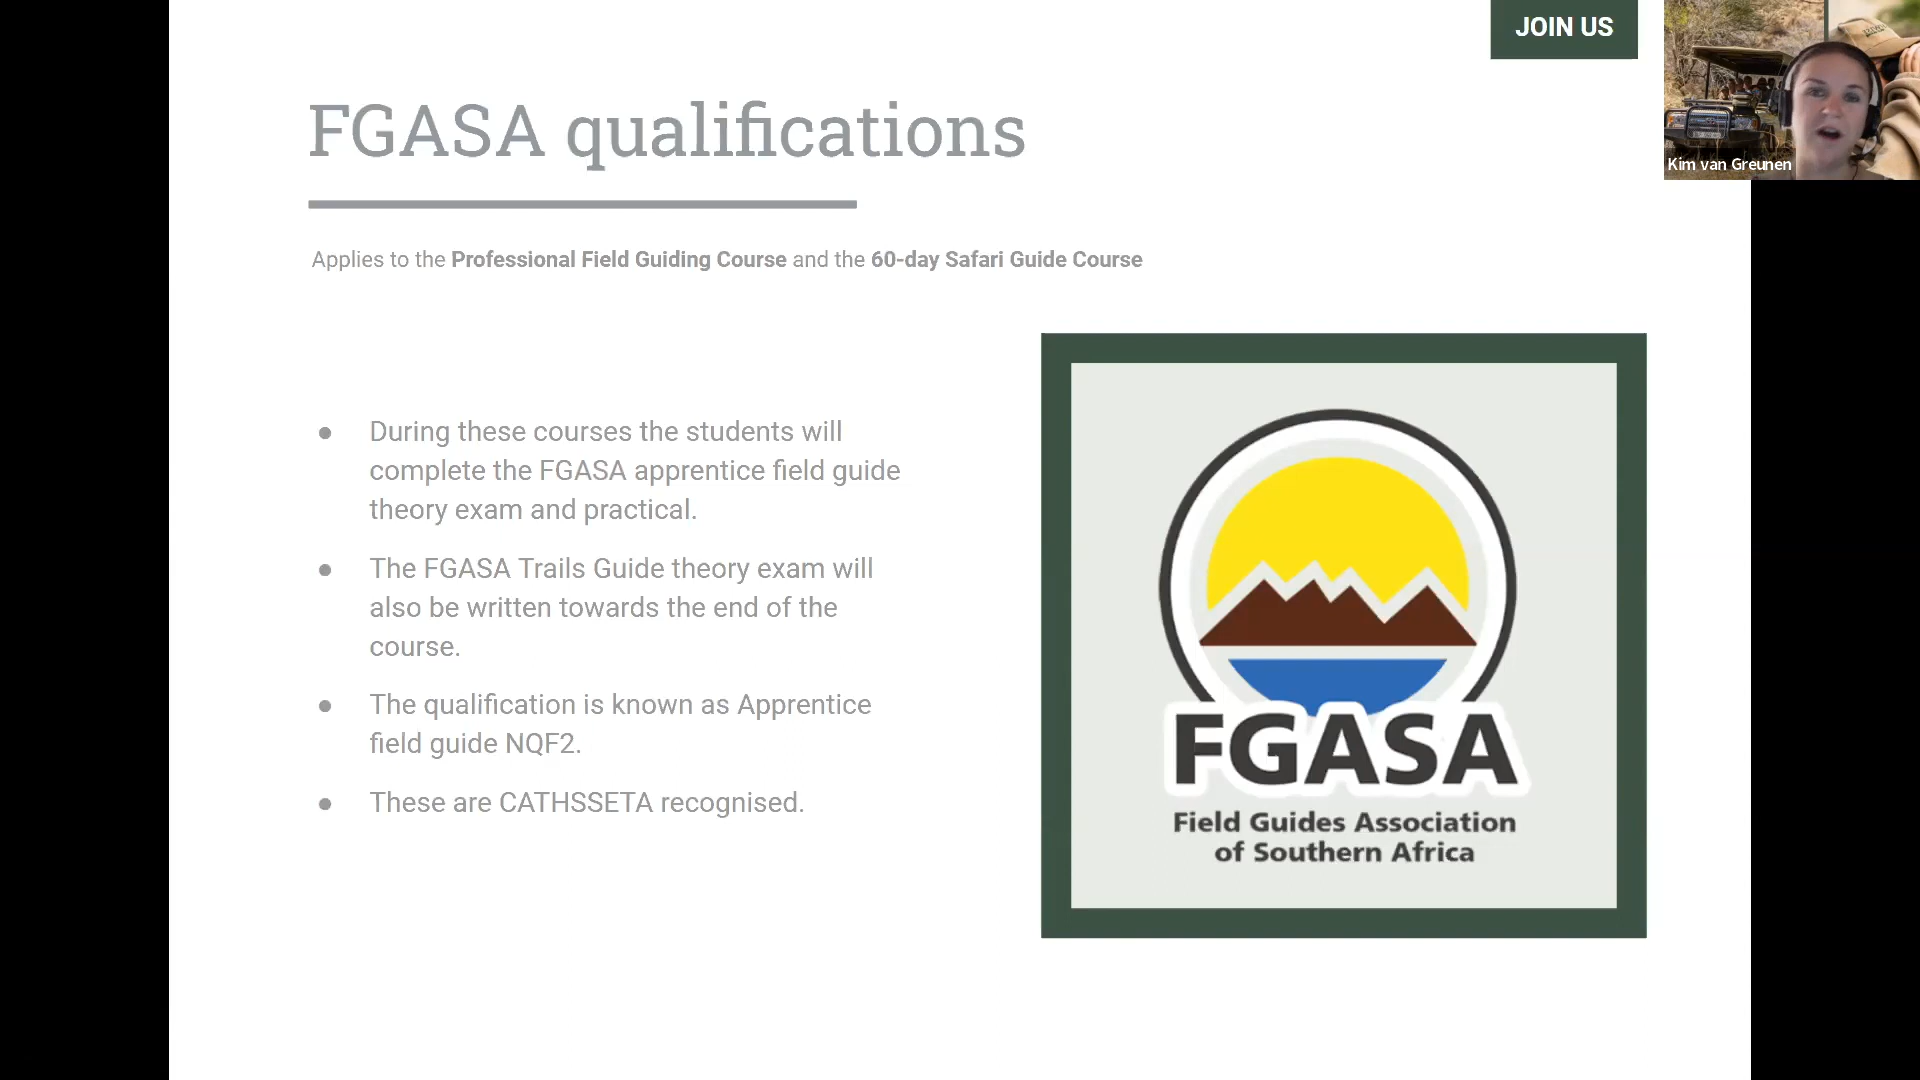 JOIN US
Kim van Greunen
FGASA qualifications
Applies to the Professional Field Guiding Course and the 60-day Safari Guide Course
● During these courses the students will
complete the FGASA apprentice field guide
theory exam and practical.
● The FGASA Trails Guide theory exam will
also be written towards the end of the
course.
● The qualification is known as Apprentice
field guide NQF2.
● These are CATHSSETA recognised.
FGASA
Field Guides Association
of Southern Africa